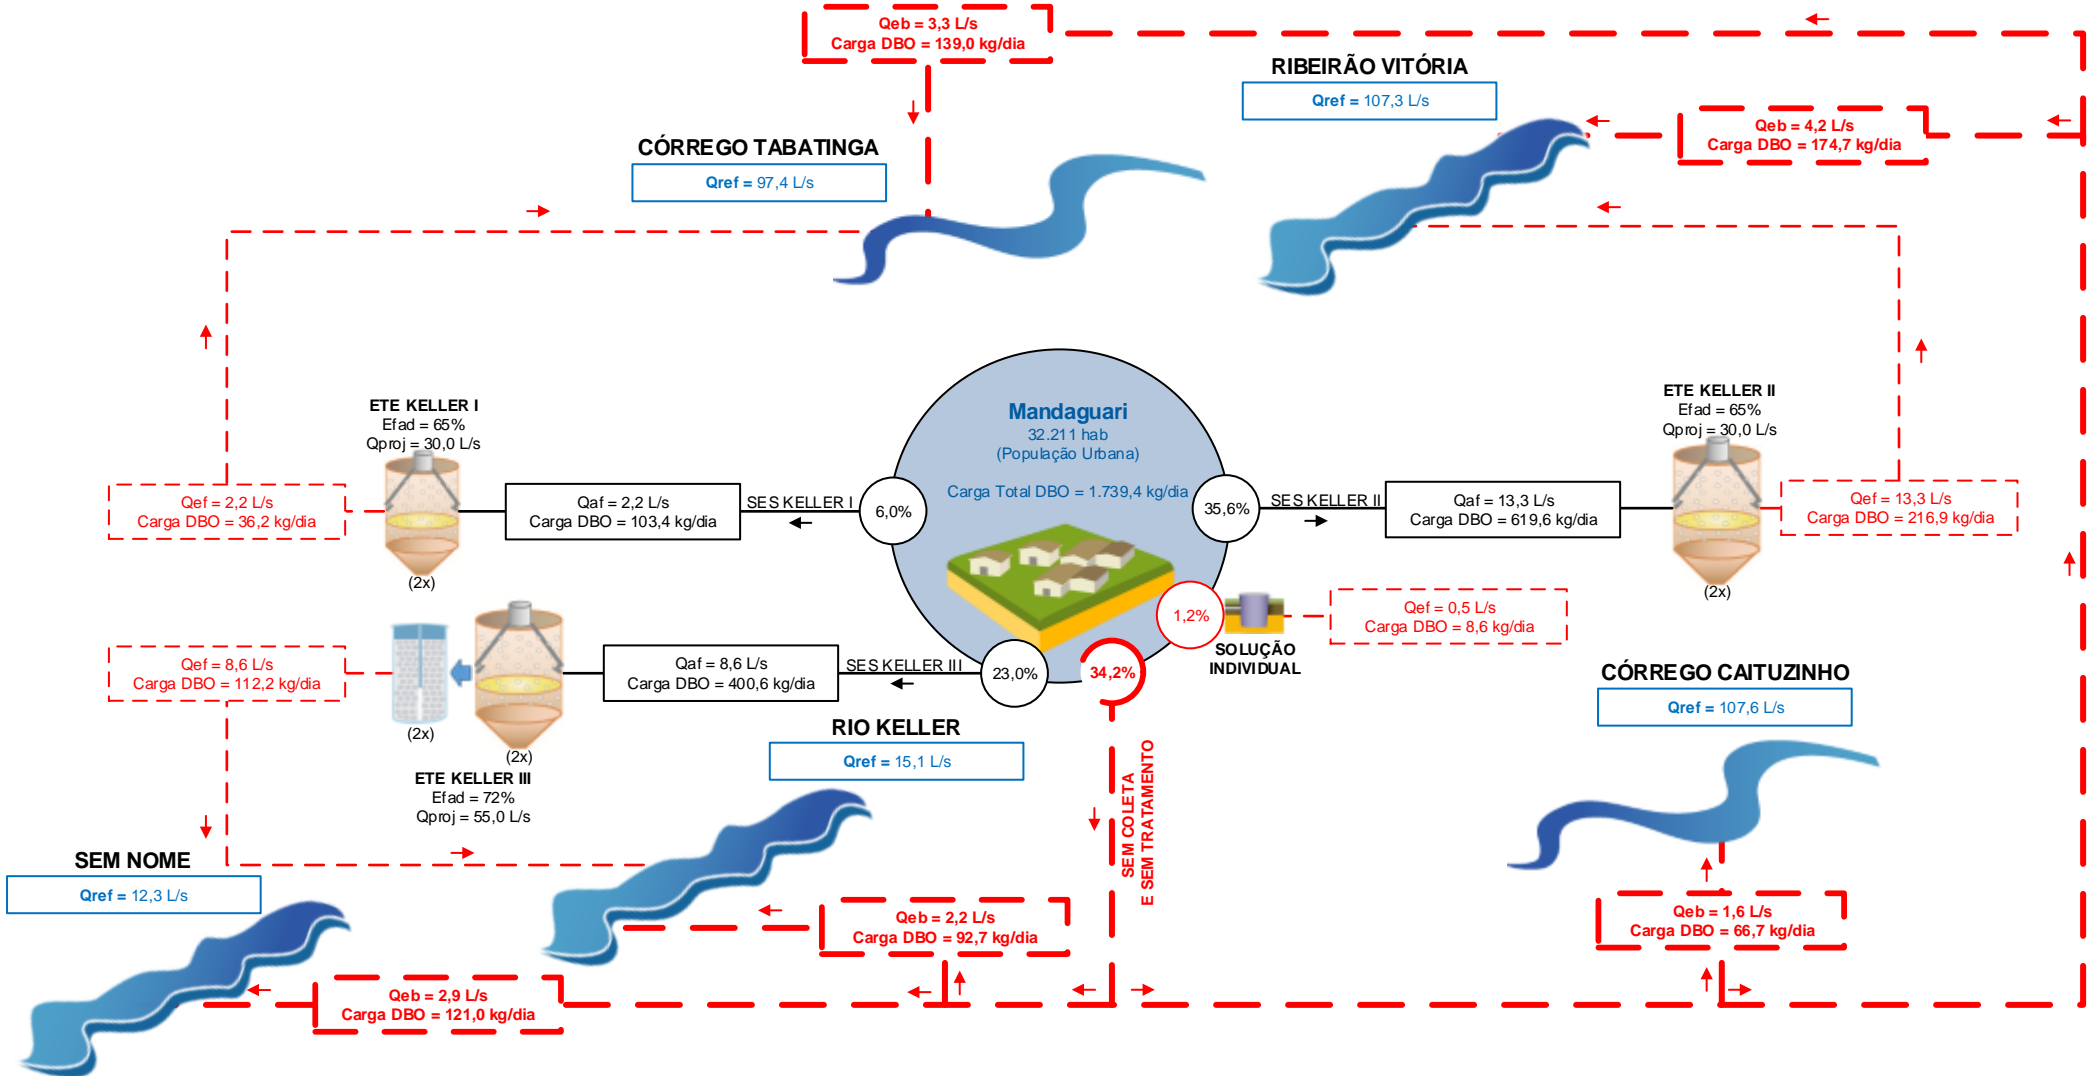 Qeb = 3,3 L/s
Carga DBO = 139,0 kg/dia
RIBEIRÃO VITÓRIA
Qref = 107,3 L/s
Qeb = 4,2 L/s
Carga DBO = 174,7 kg/dia
CÓRREGO TABATINGA
Qref = 97,4 L/s
ETE KELLER I
Efad = 65%
Qproj = 30,0 L/s
(2x)
Qef = 2,2 L/s
Carga DBO = 36,2 kg/dia
Qaf = 2,2 L/s
Carga DBO = 103,4 kg/dia
SES KELLER I
6,0%
Mandaguari
32.211 hab
(População Urbana)
Carga Total DBO = 1.739,4 kg/dia
35,6%
SES KELLER II
Qaf = 13,3 L/s
Carga DBO = 619,6 kg/dia
ETE KELLER II
Efad = 65%
Qproj = 30,0 L/s
(2x)
Qef = 13,3 L/s
Carga DBO = 216,9 kg/dia
1,2%
SOLUÇÃO
INDIVIDUAL
Qef = 0,5 L/s
Carga DBO = 8,6 kg/dia
Qef = 8,6 L/s
Carga DBO = 112,2 kg/dia
(2x)
(2x)
ETE KELLER III
Efad = 72%
Qproj = 55,0 L/s
Qaf = 8,6 L/s
Carga DBO = 400,6 kg/dia
SES KELLER III
23,0%
34,2%
SEM COLETA
E SEM TRATAMENTO
RIO KELLER
Qref = 15,1 L/s
CÓRREGO CAITUZINHO
Qref = 107,6 L/s
SEM NOME
Qref = 12,3 L/s
Qeb = 2,2 L/s
Carga DBO = 92,7 kg/dia
Qeb = 1,6 L/s
Carga DBO = 66,7 kg/dia
Qeb = 2,9 L/s
Carga DBO = 121,0 kg/dia